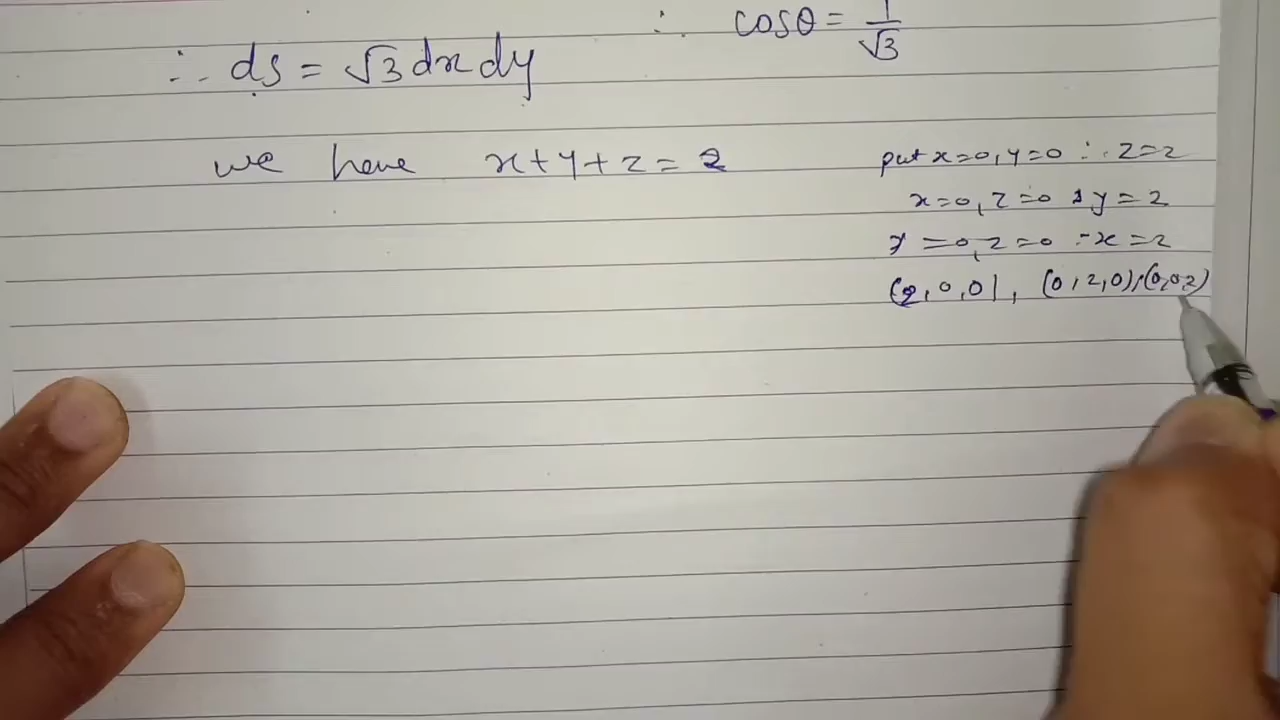 ∴ cosθ = 1/√3
∴ ds = √3 dx dy
we have x+y+z = 2
put x=0, y=0 ∴ z=2
x=0, z=0 ∴ y=2
y=0, z=0 ∴ x=2
(2,0,0), (0,2,0), (0,0,2)